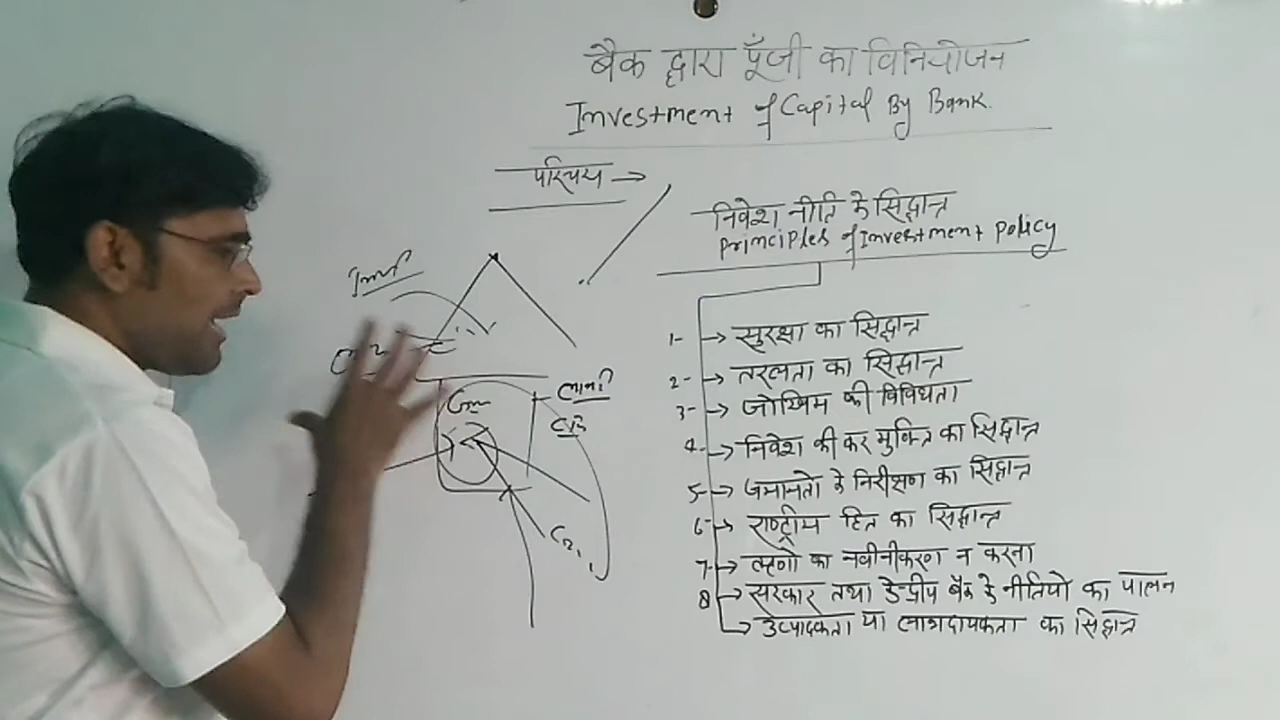 बैंक द्वारा पूँजी का विनियोजन
Investment of Capital By Bank.
परिचय →
निवेश नीति के सिद्धान्त
Principles of Investment Policy
1- → सुरक्षा का सिद्धान्त
2- → तरलता का सिद्धान्त
3- → जोखिम की विविधता
4- → निवेश की कर मुक्ति का सिद्धान्त
5- → जमानतो के निरीक्षण का सिद्धान्त
6- → राष्ट्रीय हित का सिद्धान्त
7- → ऋणो का नवीनीकरण न करना
8 → सरकार तथा केन्द्रीय बैंक के नीतियो का पालन
→ उत्पादकता या लाभदायकता का सिद्धान्त